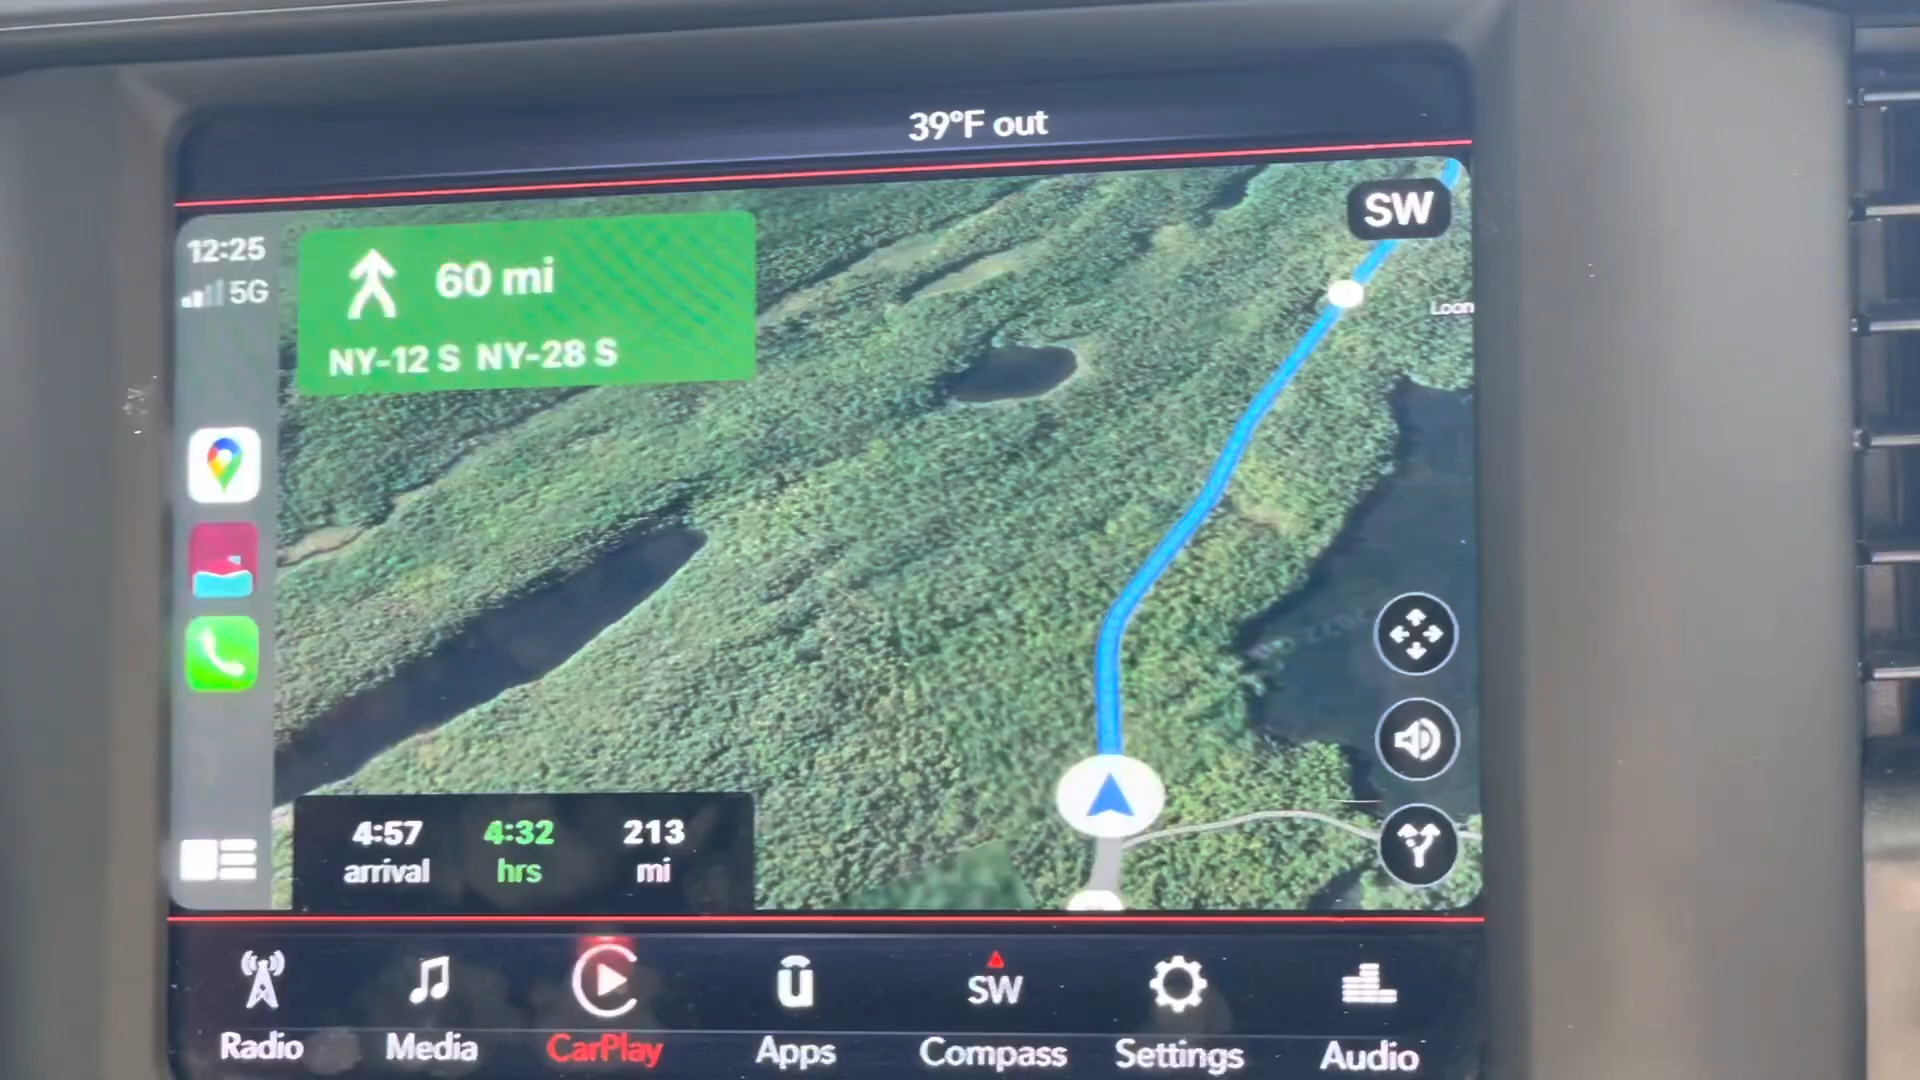 39°F out
12:25
5G
60 mi
NY-12 S NY-28 S
SW
Loon
4:57 4:32 213
arrival hrs mi
SW
Radio Media CarPlay Apps Compass Settings Audio